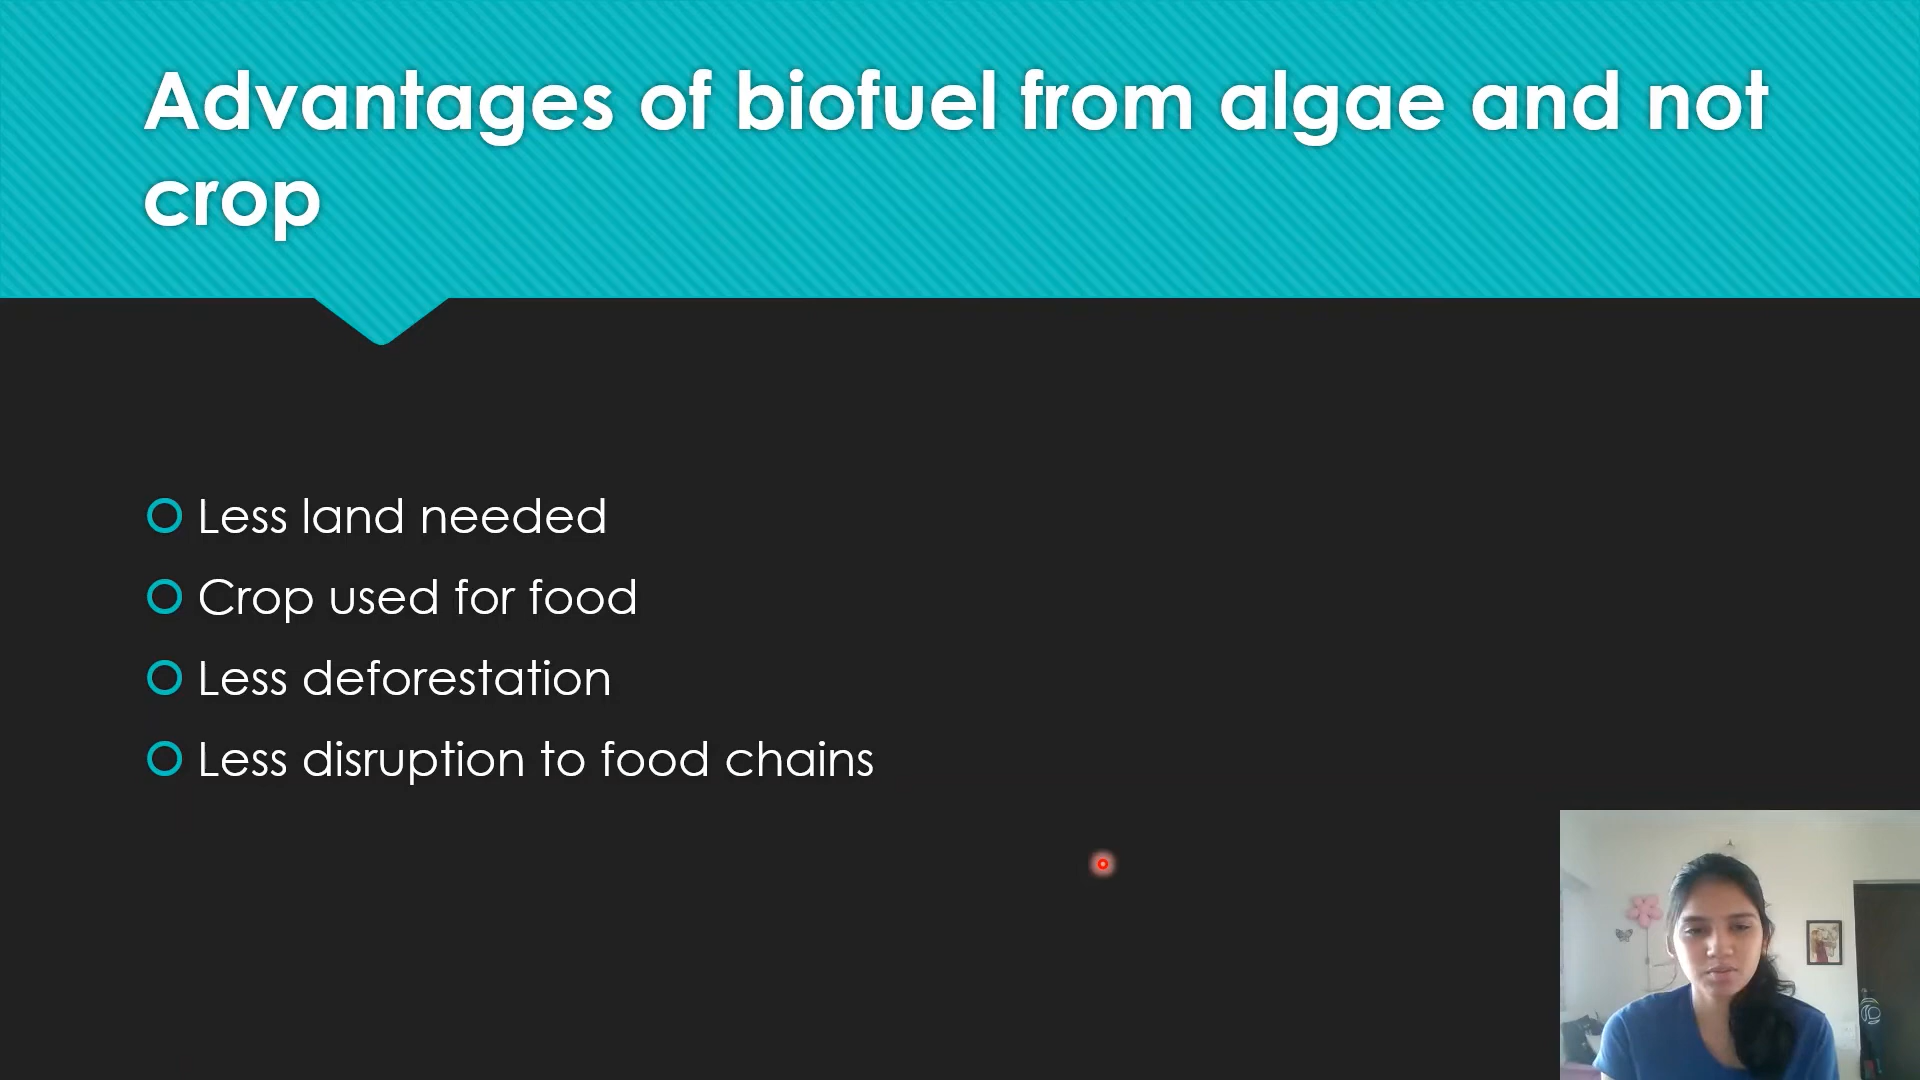 Advantages of biofuel from algae and not
crop
Less land needed
Crop used for food
Less deforestation
Less disruption to food chains